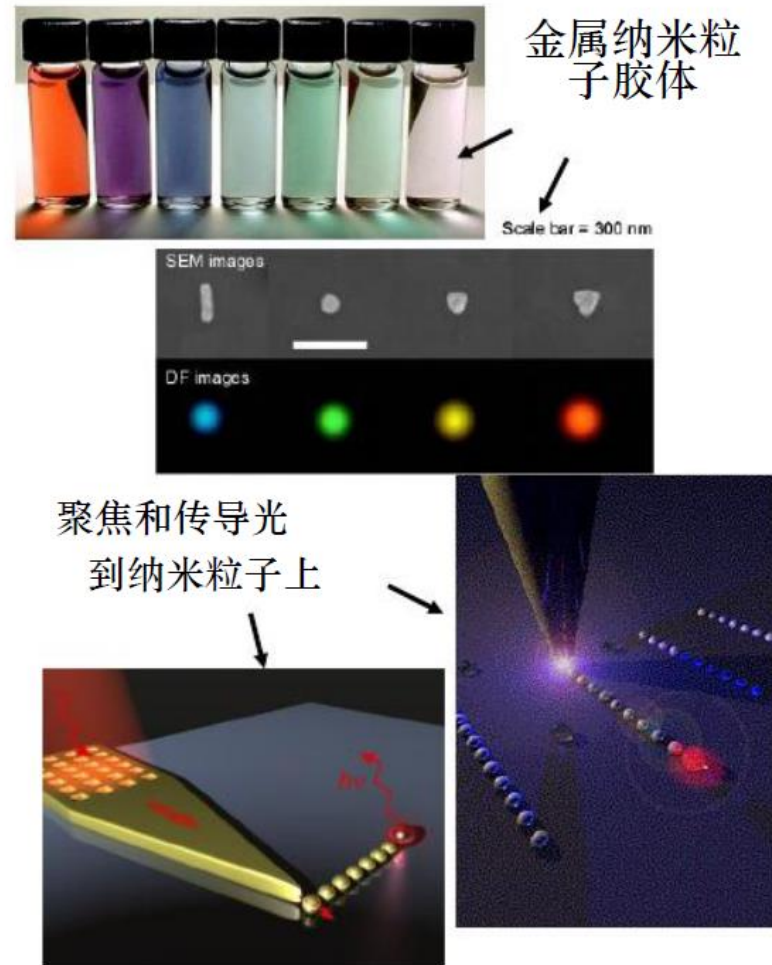 金属纳米粒
子胶体
Scale bar = 300 nm
SEM images
DF images
聚焦和传导光
到纳米粒子上
hν